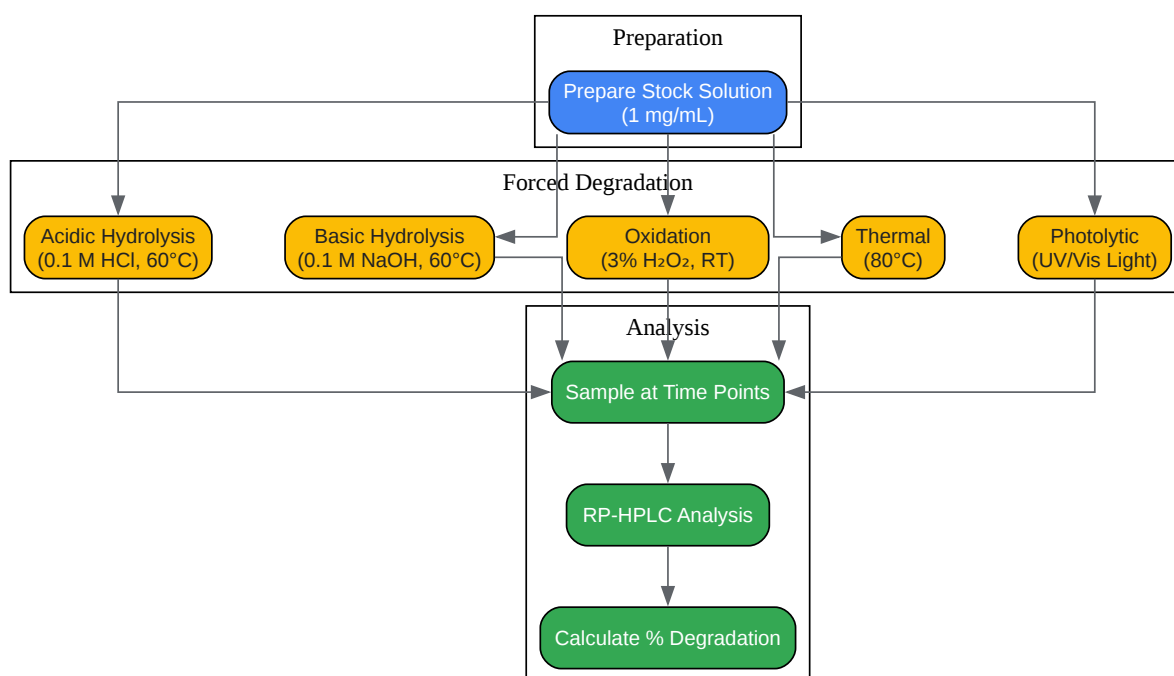 Preparation
Prepare Stock Solution
(1 mg/mL)
Forced Degradation
Acidic Hydrolysis
(0.1 M HCl, 60°C)
Basic Hydrolysis
(0.1 M NaOH, 60°C)
Oxidation
(3% H₂O₂, RT)
Thermal
(80°C)
Photolytic
(UV/Vis Light)
Analysis
Sample at Time Points
RP-HPLC Analysis
Calculate % Degradation